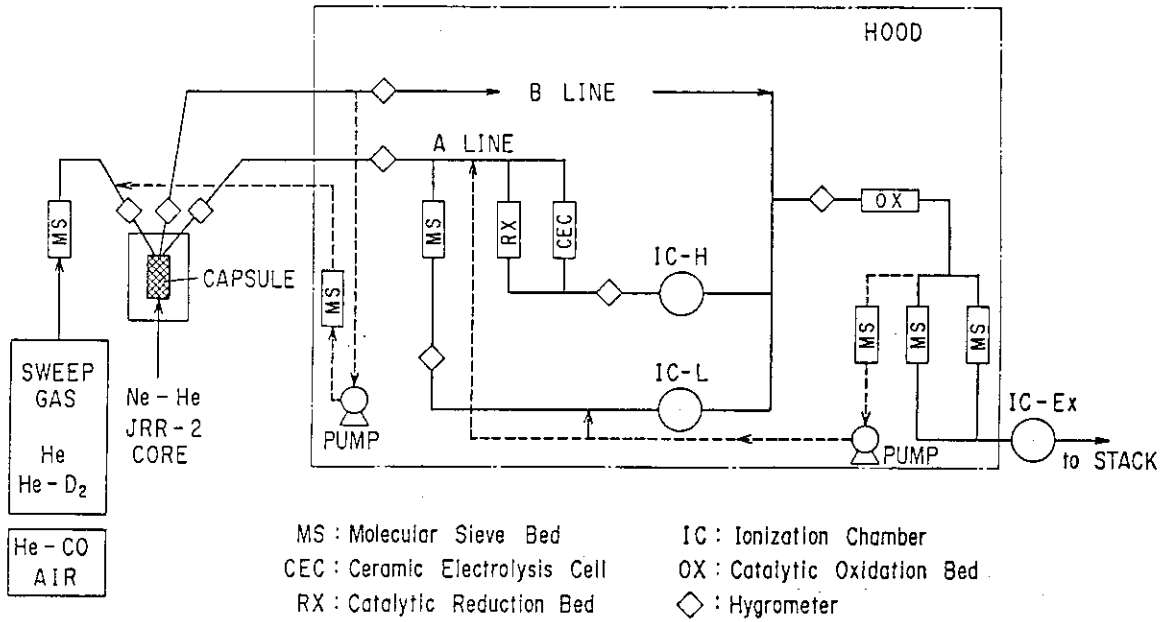 HOOD
B LINE
A LINE
MS
MS
RX
CEC
IC-H
OX
CAPSULE
MS
MS
MS
MS
IC-L
SWEEP
GAS
He
He-D₂
Ne-He
JRR-2
CORE
PUMP
PUMP
IC-Ex
to STACK
He-CO
AIR
MS : Molecular Sieve Bed
CEC : Ceramic Electrolysis Cell
RX : Catalytic Reduction Bed
IC : Ionization Chamber
OX : Catalytic Oxidation Bed
: Hygrometer